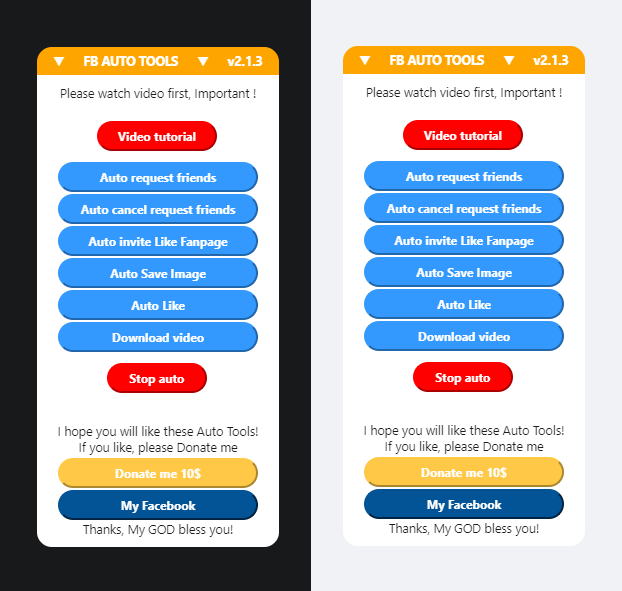 ▼ FB AUTO TOOLS ▼ v2.1.3
Please watch video first, Important !
Video tutorial
Auto request friends
Auto cancel request friends
Auto invite Like Fanpage
Auto Save Image
Auto Like
Download video
Stop auto
I hope you will like these Auto Tools!
If you like, please Donate me
Donate me 10$
My Facebook
Thanks, My GOD bless you!
▼ FB AUTO TOOLS ▼ v2.1.3
Please watch video first, Important !
Video tutorial
Auto request friends
Auto cancel request friends
Auto invite Like Fanpage
Auto Save Image
Auto Like
Download video
Stop auto
I hope you will like these Auto Tools!
If you like, please Donate me
Donate me 10$
My Facebook
Thanks, My GOD bless you!